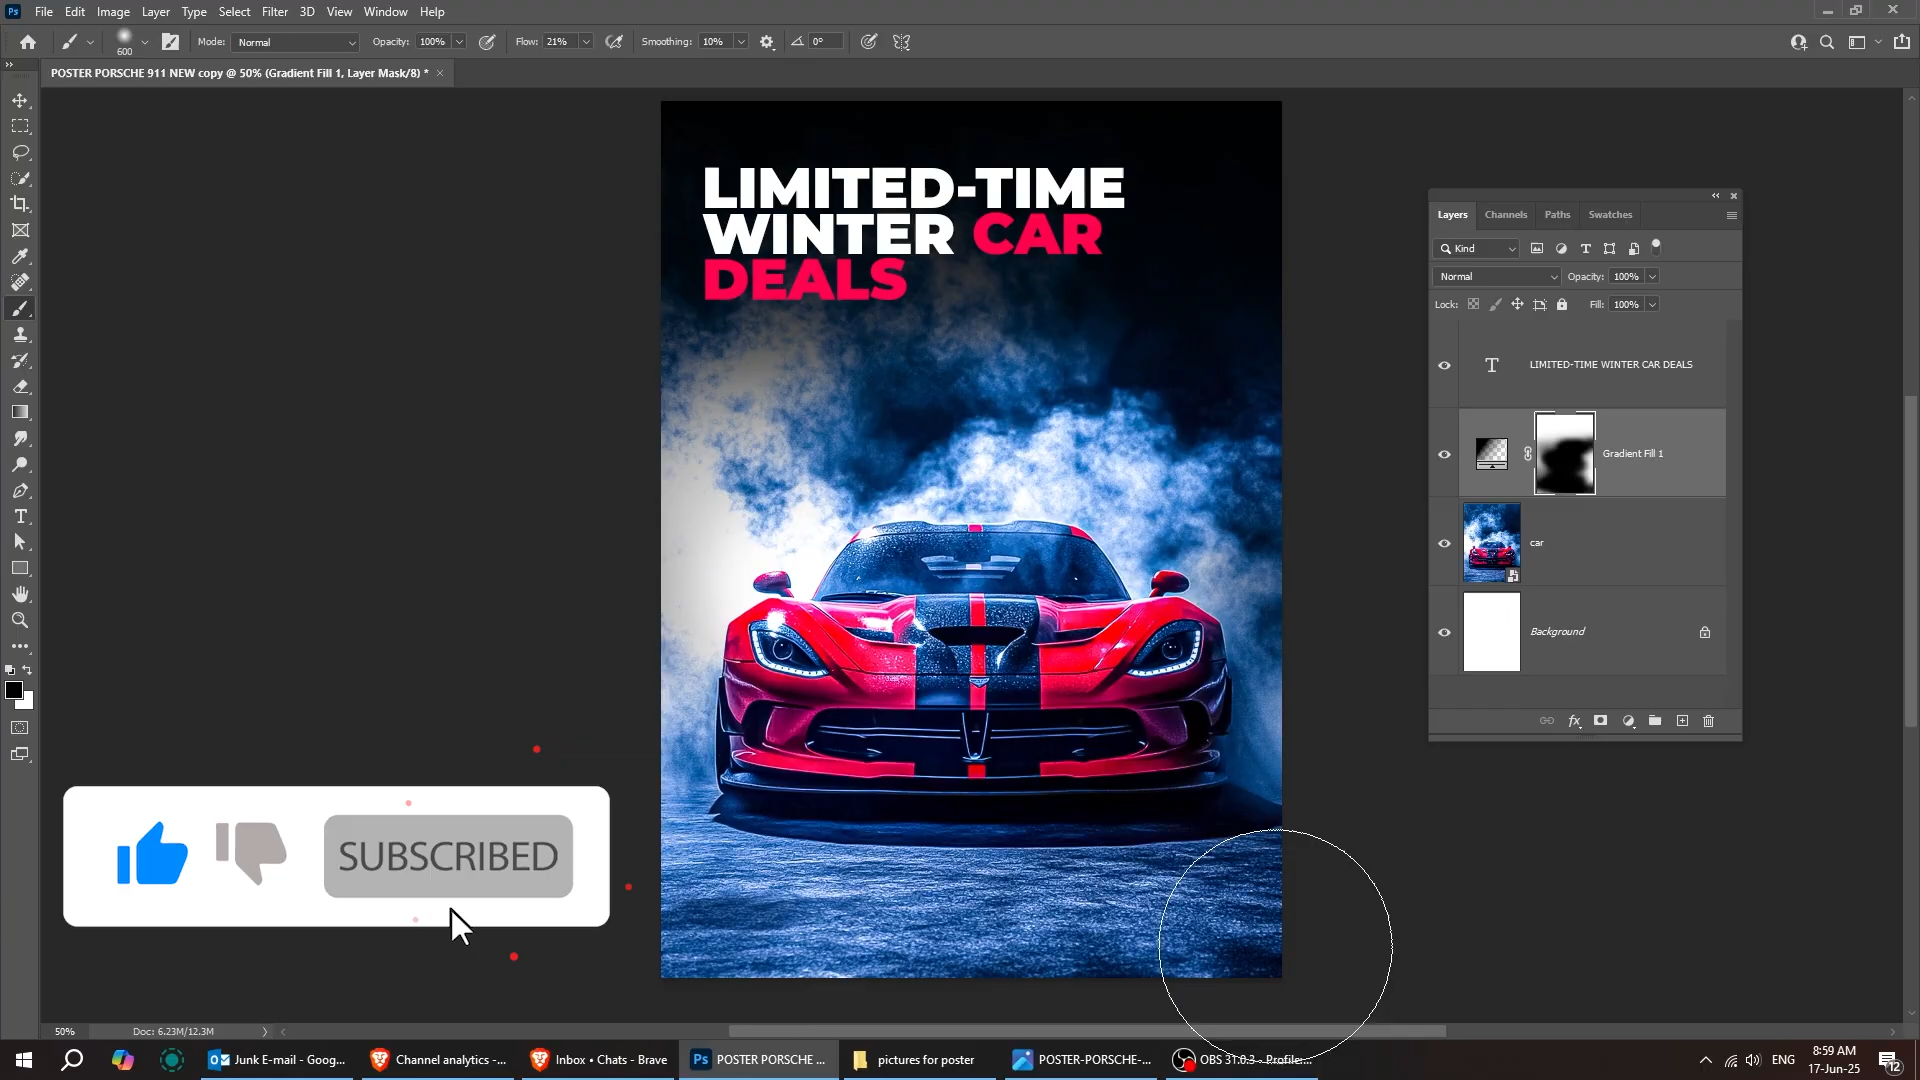 Ps File Edit Image Layer Type Select Filter 3D View Window Help
600 Mode: Normal Opacity: 100% Flow: 21% Smoothing: 10% 0°
POSTER PORSCHE 911 NEW copy @ 50% (Gradient Fill 1, Layer Mask/8) * ×
LIMITED-TIME
WINTER CAR
DEALS
Layers Channels Paths Swatches
Kind
Normal Opacity: 100%
Lock: Fill: 100%
T LIMITED-TIME WINTER CAR DEALS
Gradient Fill 1
car
Background
fx
SUBSCRIBED
50% Doc: 6.23M/12.3M
Junk E-mail - Goog... Channel analytics -... Inbox • Chats - Brave Ps POSTER PORSCHE ... pictures for poster POSTER-PORSCHE-... OBS 31.0.3 - Profile:... ENG 8:59 AM
17-Jun-25
12